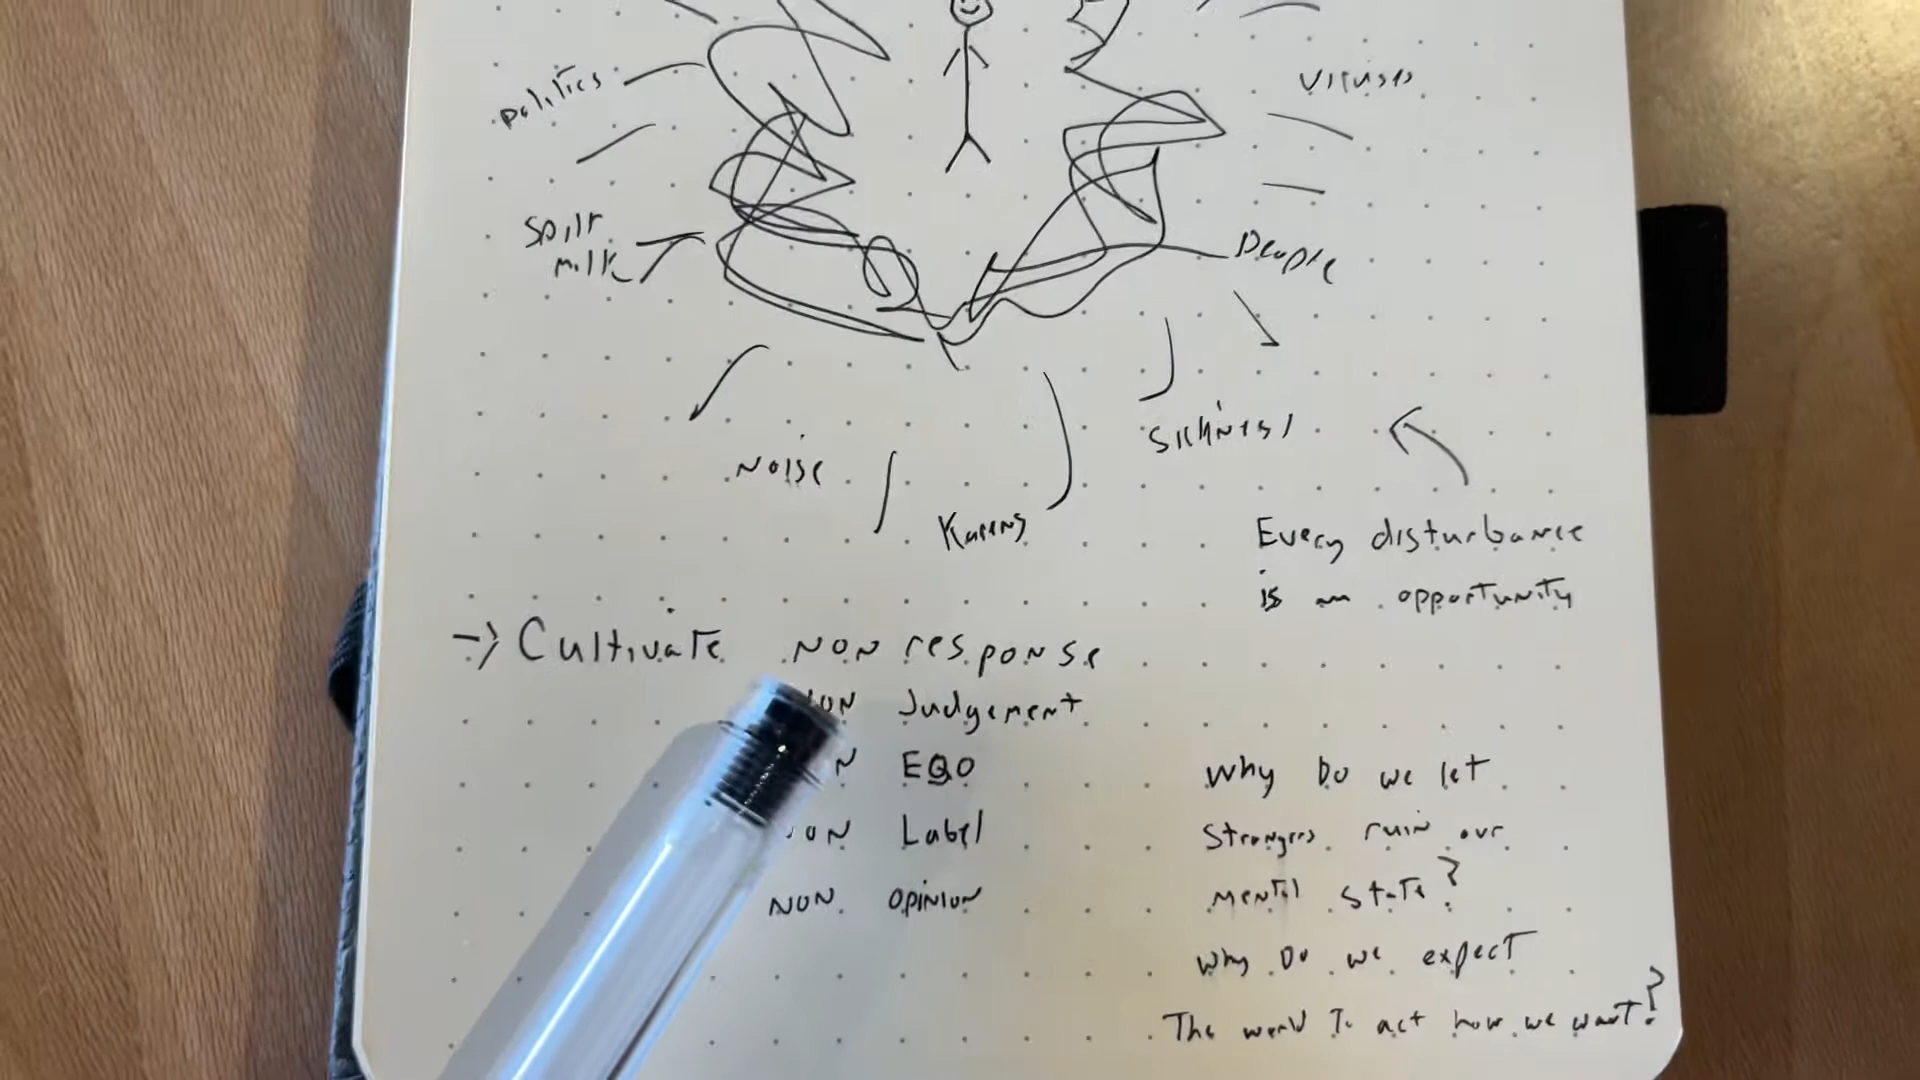 politics
viruses
spilt
milk
People
Sickness
Noise
Karens
Every disturbance
is an opportunity
-> Cultivate non response
Judgement
EGO
Label
non opinion
Why Do we let
Strangers ruin our
mental state?
Why Do we expect
The world To act how we want?